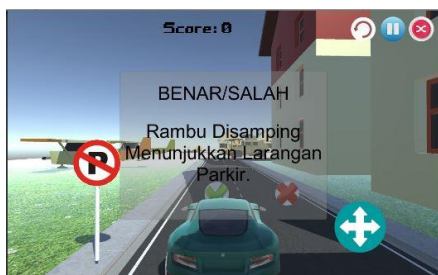 Score: 0
BENAR/SALAH
Rambu Disamping
Menunjukkan Larangan
Parkir.
P